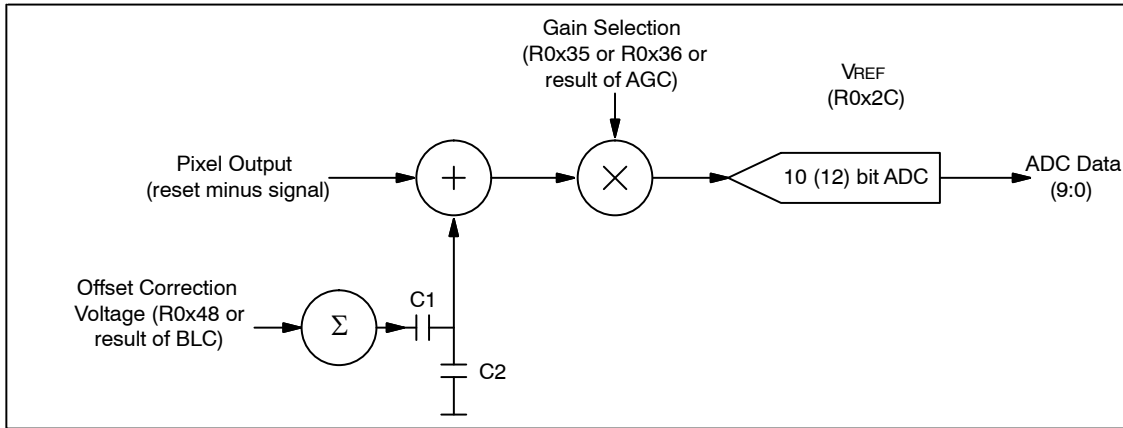 Gain Selection
(R0x35 or R0x36 or
result of AGC)
VREF
(R0x2C)
Pixel Output
(reset minus signal)
+
×
10 (12) bit ADC
ADC Data
(9:0)
Offset Correction
Voltage (R0x48 or
result of BLC)
Σ
C1
C2